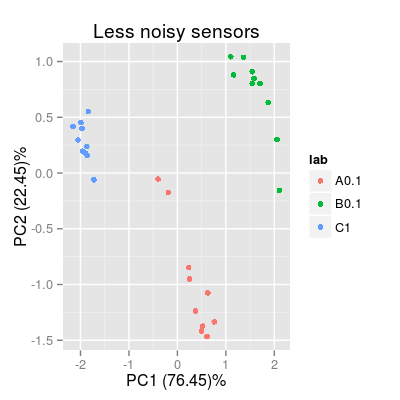 Less noisy sensors
1.0
0.5
0.0
-0.5
-1.0
-1.5
PC2 (22.45)%
-2 -1 0 1 2
PC1 (76.45)%
lab
A0.1
B0.1
C1